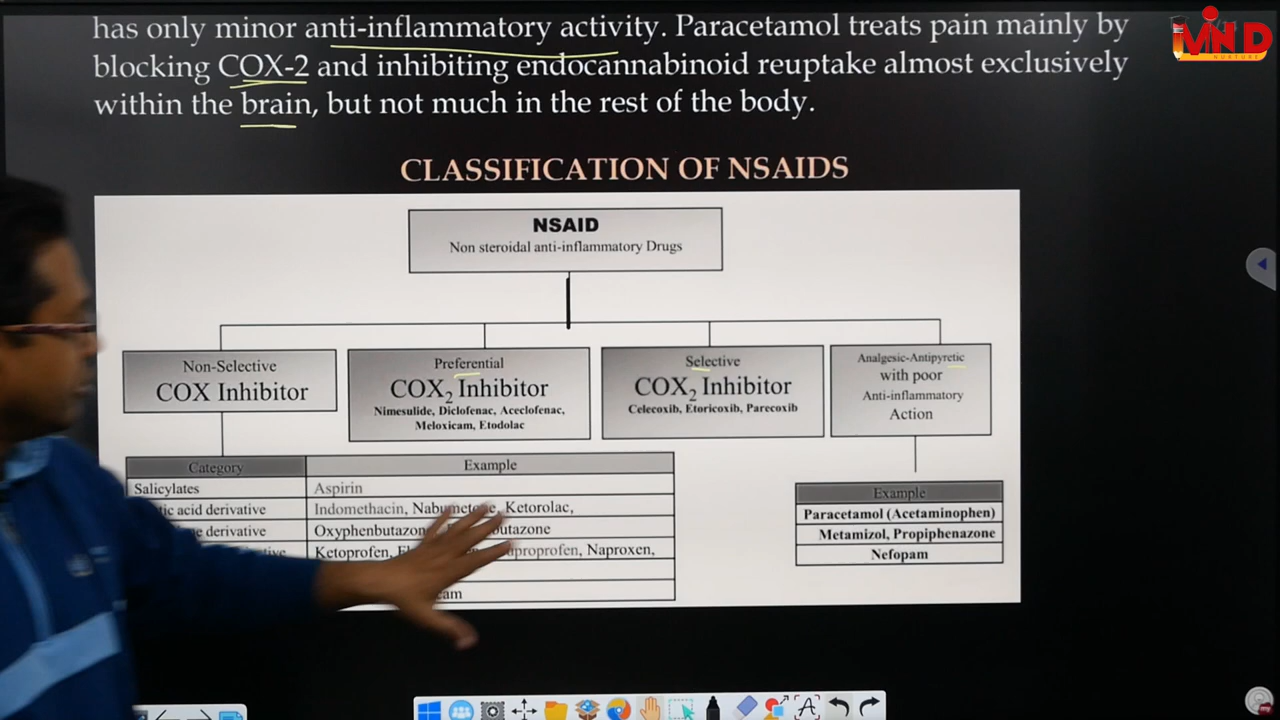 has only minor anti-inflammatory activity. Paracetamol treats pain mainly by
blocking COX-2 and inhibiting endocannabinoid reuptake almost exclusively
within the brain, but not much in the rest of the body.
MIND
NURTURE
CLASSIFICATION OF NSAIDS
NSAID
Non steroidal anti-inflammatory Drugs
Non-Selective
COX Inhibitor
Preferential
COX₂ Inhibitor
Nimesulide, Diclofenac, Aceclofenac,
Meloxicam, Etodolac
Selective
COX₂ Inhibitor
Celecoxib, Etoricoxib, Parecoxib
Analgesic-Antipyretic
with poor
Anti-inflammatory
Action
Category Example
Salicylates Aspirin
acid derivative Indomethacin, Nabumetone, Ketorolac,
derivative
Ketoprofen, Naproxen,
Example
Paracetamol (Acetaminophen)
Metamizol, Propiphenazone
Nefopam
A